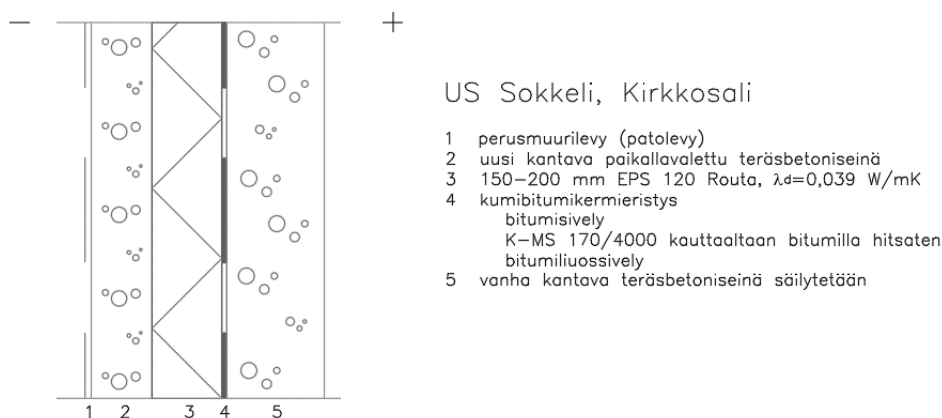 − +
US Sokkeli, Kirkkosali
1 perusmuurilevy (patolevy)
2 uusi kantava paikallavalettu teräsbetoniseinä
3 150−200 mm EPS 120 Routa, λd=0,039 W/mK
4 kumibitumikermieristys
bitumisively
K−MS 170/4000 kauttaaltaan bitumilla hitsaten
bitumiliuossively
5 vanha kantava teräsbetoniseinä säilytetään
1 2 3 4 5